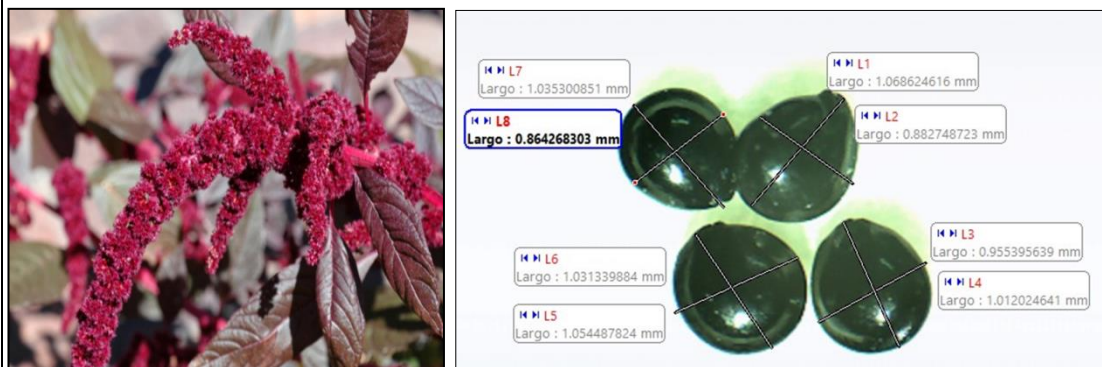 L7
Largo : 1.035300851 mm
L8
Largo : 0.864268303 mm
L1
Largo : 1.068624616 mm
L2
Largo : 0.882748723 mm
L6
Largo : 1.031339884 mm
L5
Largo : 1.054487824 mm
L3
Largo : 0.955395639 mm
L4
Largo : 1.012024641 mm